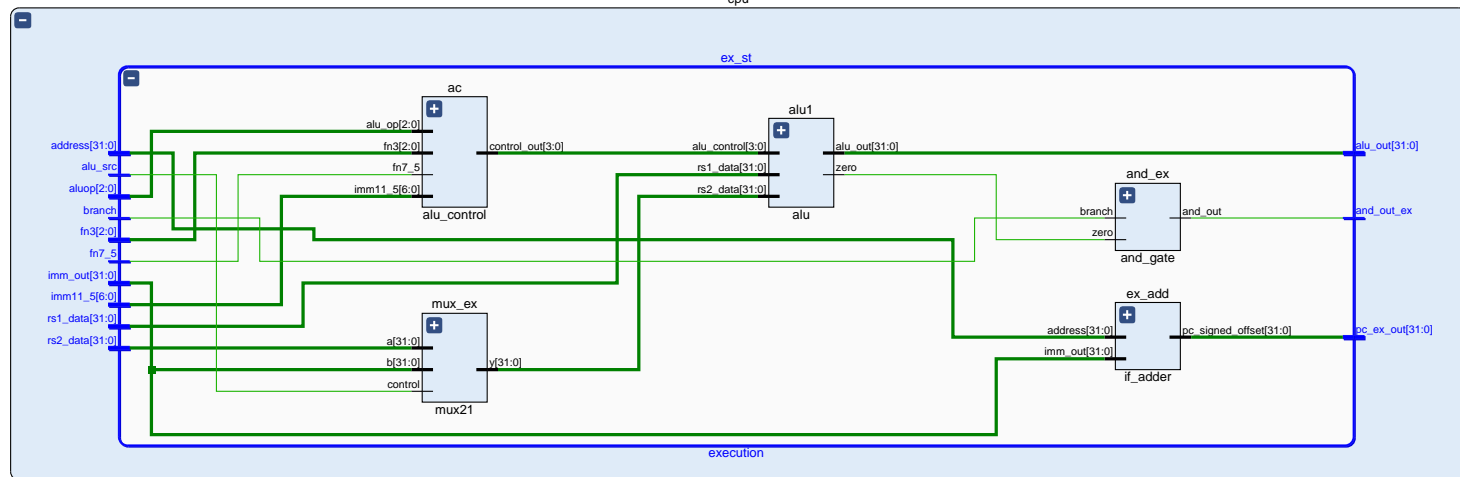 cpu
ex_st
address[31:0]
alu_src
aluop[2:0]
branch
fn3[2:0]
fn7_5
imm_out[31:0]
imm11_5[6:0]
rs1_data[31:0]
rs2_data[31:0]
ac
alu_op[2:0]
fn3[2:0]
fn7_5
imm11_5[6:0]
control_out[3:0]
alu_control
mux_ex
a[31:0]
b[31:0]
control
y[31:0]
mux21
alu1
alu_control[3:0]
rs1_data[31:0]
rs2_data[31:0]
alu_out[31:0]
zero
alu
and_ex
branch
zero
and_out
and_gate
ex_add
address[31:0]
imm_out[31:0]
pc_signed_offset[31:0]
if_adder
alu_out[31:0]
and_out_ex
pc_ex_out[31:0]
execution